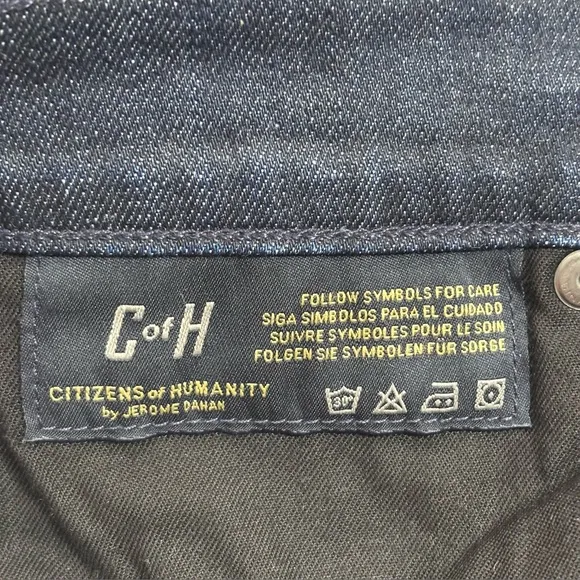 C of H
CITIZENS of HUMANITY
by JEROME DAHAN
FOLLOW SYMBOLS FOR CARE
SIGA SIMBOLOS PARA EL CUIDADO
SUIVRE SYMBOLES POUR LE SOIN
FOLGEN SIE SYMBOLEN FÜR SORGE
30°